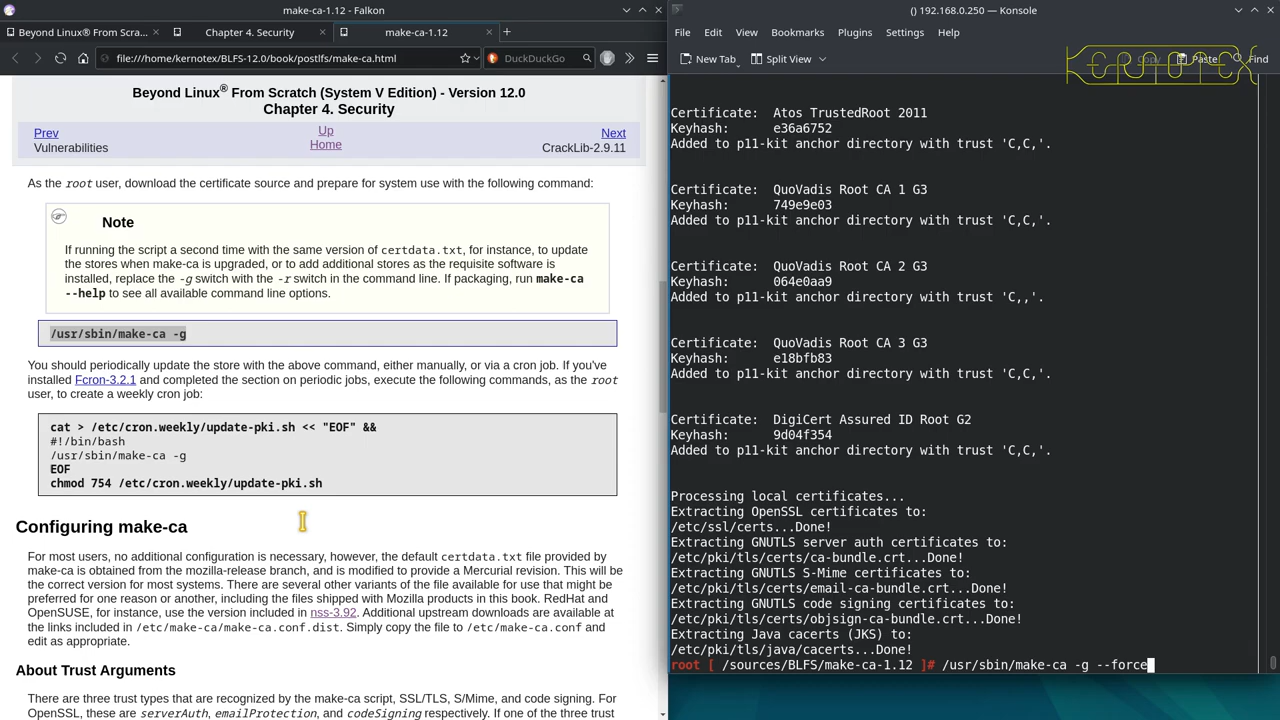 make-ca-1.12 - Falkon
Beyond Linux® From Scra...
Chapter 4. Security
make-ca-1.12
file:///home/kernotex/BLFS-12.0/book/postlfs/make-ca.html
DuckDuckGo
Beyond Linux® From Scratch (System V Edition) - Version 12.0
Chapter 4. Security
Prev
Up
Next
Vulnerabilities
Home
CrackLib-2.9.11
As the root user, download the certificate source and prepare for system use with the following command:
Note
If running the script a second time with the same version of certdata.txt, for instance, to update
the stores when make-ca is upgraded, or to add additional stores as the requisite software is
installed, replace the -g switch with the -r switch in the command line. If packaging, run make-ca
--help to see all available command line options.
/usr/sbin/make-ca -g
You should periodically update the store with the above command, either manually, or via a cron job. If you've
installed Fcron-3.2.1 and completed the section on periodic jobs, execute the following commands, as the root
user, to create a weekly cron job:
cat > /etc/cron.weekly/update-pki.sh << "EOF" &&
#!/bin/bash
/usr/sbin/make-ca -g
EOF
chmod 754 /etc/cron.weekly/update-pki.sh
Configuring make-ca
For most users, no additional configuration is necessary, however, the default certdata.txt file provided by
make-ca is obtained from the mozilla-release branch, and is modified to provide a Mercurial revision. This will be
the correct version for most systems. There are several other variants of the file available for use that might be
preferred for one reason or another, including the files shipped with Mozilla products in this book. RedHat and
OpenSUSE, for instance, use the version included in nss-3.92. Additional upstream downloads are available at
the links included in /etc/make-ca/make-ca.conf.dist. Simply copy the file to /etc/make-ca.conf and
edit as appropriate.
About Trust Arguments
There are three trust types that are recognized by the make-ca script, SSL/TLS, S/Mime, and code signing. For
OpenSSL, these are serverAuth, emailProtection, and codeSigning respectively. If one of the three trust
() 192.168.0.250 — Konsole
File Edit View Bookmarks Plugins Settings Help
New Tab
Split View
Copy
Paste
Find
KERNOTEX
Certificate: Atos TrustedRoot 2011
Keyhash: e36a6752
Added to p11-kit anchor directory with trust 'C,C,'.
Certificate: QuoVadis Root CA 1 G3
Keyhash: 749e9e03
Added to p11-kit anchor directory with trust 'C,C,'.
Certificate: QuoVadis Root CA 2 G3
Keyhash: 064e0aa9
Added to p11-kit anchor directory with trust 'C,,'.
Certificate: QuoVadis Root CA 3 G3
Keyhash: e18bfb83
Added to p11-kit anchor directory with trust 'C,C,'.
Certificate: DigiCert Assured ID Root G2
Keyhash: 9d04f354
Added to p11-kit anchor directory with trust 'C,C,'.
Processing local certificates...
Extracting OpenSSL certificates to:
/etc/ssl/certs...Done!
Extracting GNUTLS server auth certificates to:
/etc/pki/tls/certs/ca-bundle.crt...Done!
Extracting GNUTLS S-Mime certificates to:
/etc/pki/tls/certs/email-ca-bundle.crt...Done!
Extracting GNUTLS code signing certificates to:
/etc/pki/tls/certs/objsign-ca-bundle.crt...Done!
Extracting Java cacerts (JKS) to:
/etc/pki/tls/java/cacerts...Done!
root [ /sources/BLFS/make-ca-1.12 ]# /usr/sbin/make-ca -g --force